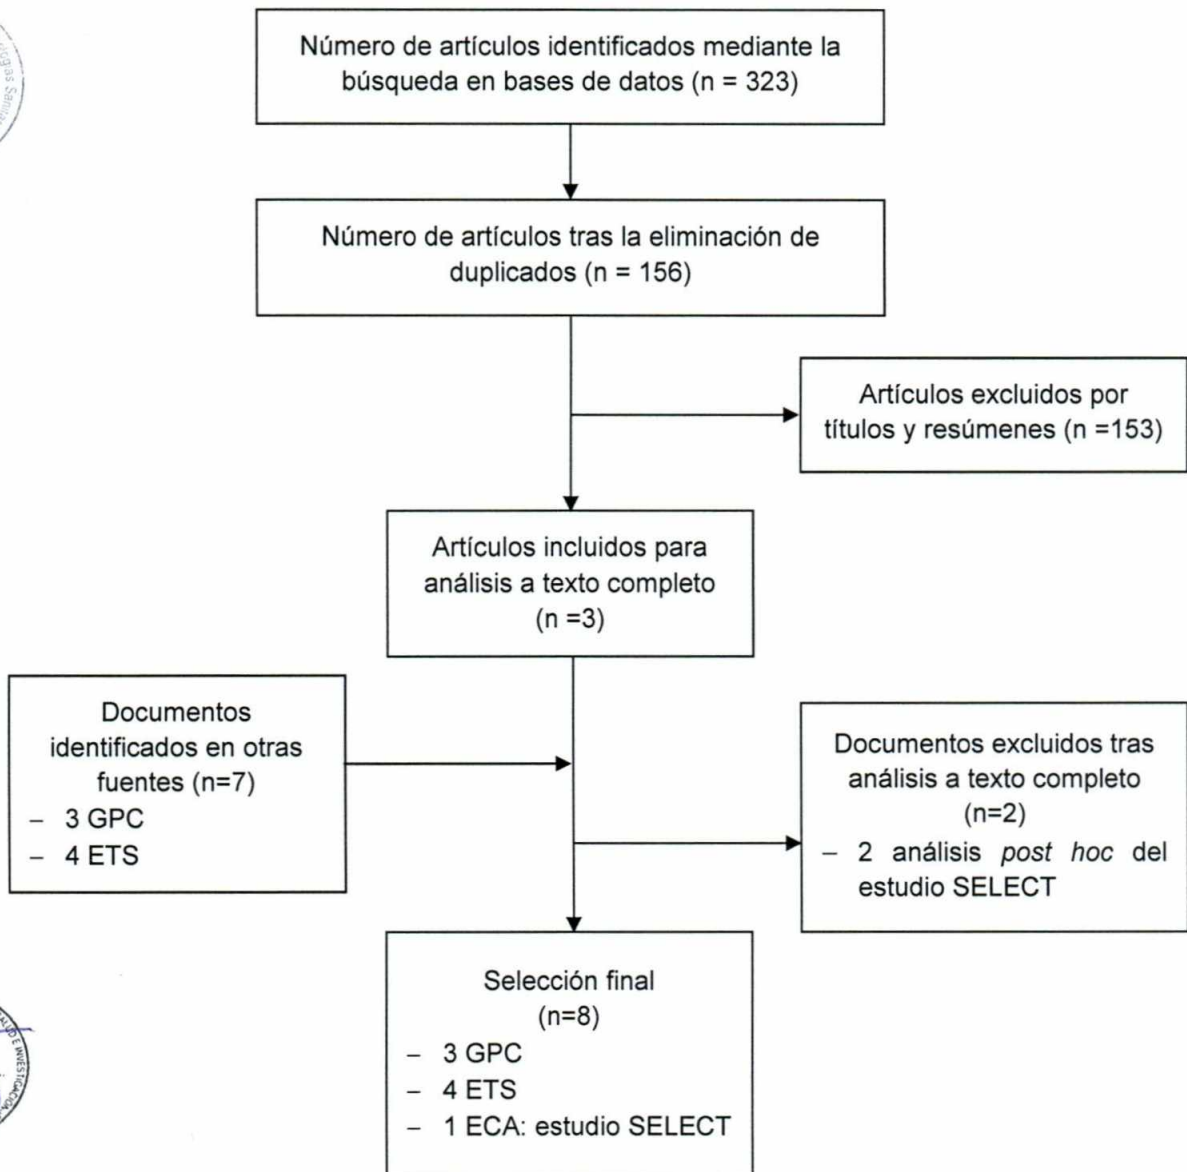 Número de artículos identificados mediante la
búsqueda en bases de datos (n = 323)
Número de artículos tras la eliminación de
duplicados (n = 156)
Artículos excluidos por
títulos y resúmenes (n =153)
Artículos incluidos para
análisis a texto completo
(n =3)
Documentos
identificados en otras
fuentes (n=7)
– 3 GPC
– 4 ETS
Documentos excluidos tras
análisis a texto completo
(n=2)
– 2 análisis post hoc del
estudio SELECT
Selección final
(n=8)
– 3 GPC
– 4 ETS
– 1 ECA: estudio SELECT
SALUD E INVESTIGACIÓN